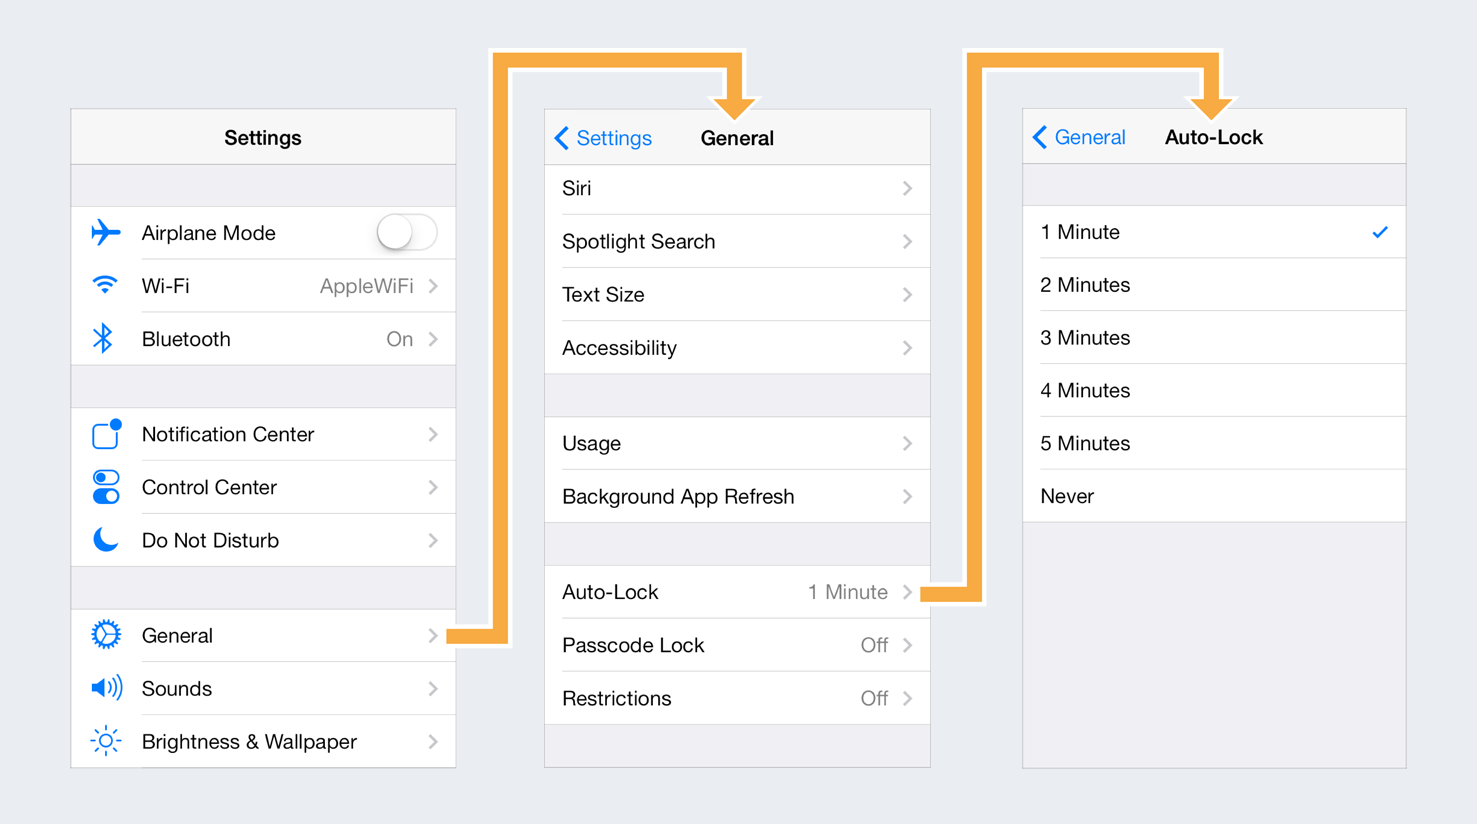 Settings
Airplane Mode
Wi-Fi AppleWiFi
Bluetooth On
Notification Center
Control Center
Do Not Disturb
General
Sounds
Brightness & Wallpaper
Settings General
Siri
Spotlight Search
Text Size
Accessibility
Usage
Background App Refresh
Auto-Lock 1 Minute
Passcode Lock Off
Restrictions Off
General Auto-Lock
1 Minute
2 Minutes
3 Minutes
4 Minutes
5 Minutes
Never